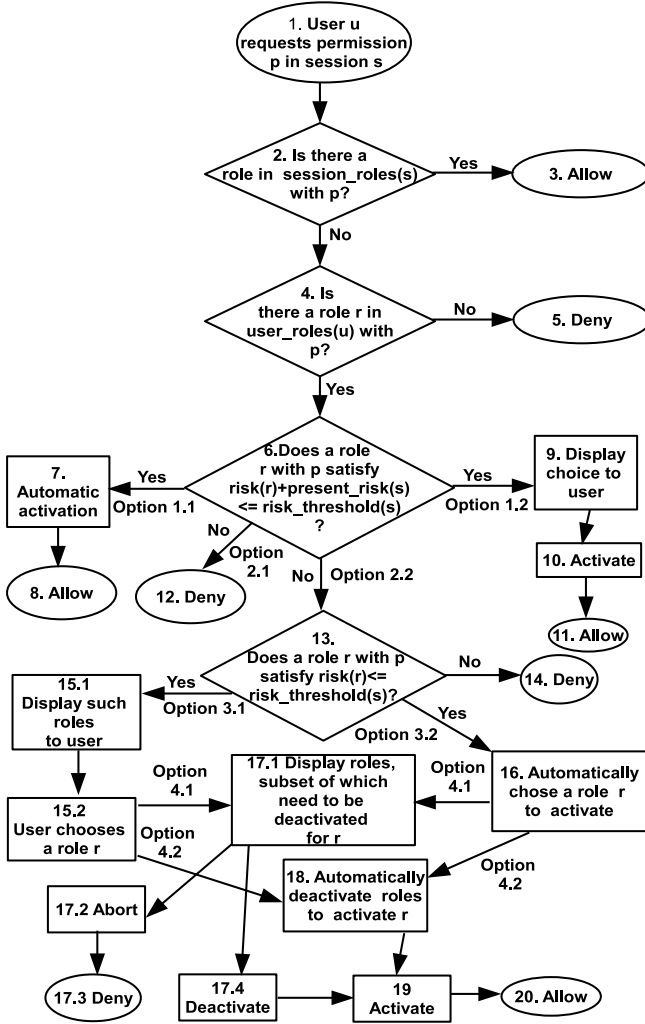 1. User u
requests permission
p in session s
2. Is there a
role in session_roles(s)
with p?
Yes
3. Allow
No
4. Is
there a role r in
user_roles(u) with
p?
No
5. Deny
Yes
6.Does a role
r with p satisfy
risk(r)+present_risk(s)
<= risk_threshold(s)
?
Yes
Option 1.1
7.
Automatic
activation
8. Allow
Yes
Option 1.2
9. Display
choice to
user
10. Activate
11. Allow
No
Option
2.1
12. Deny
No
Option 2.2
13.
Does a role r with p
satisfy risk(r)<=
risk_threshold(s)?
No
14. Deny
Yes
Option 3.1
15.1
Display such
roles
to user
Yes
Option 3.2
15.2
User chooses
a role r
Option
4.1
Option
4.2
17.1 Display roles,
subset of which
need to be
deactivated
for r
Option
4.1
16. Automatically
chose a role r
to activate
Option
4.2
18. Automatically
deactivate roles
to activate r
17.2 Abort
17.3 Deny
17.4
Deactivate
19
Activate
20. Allow